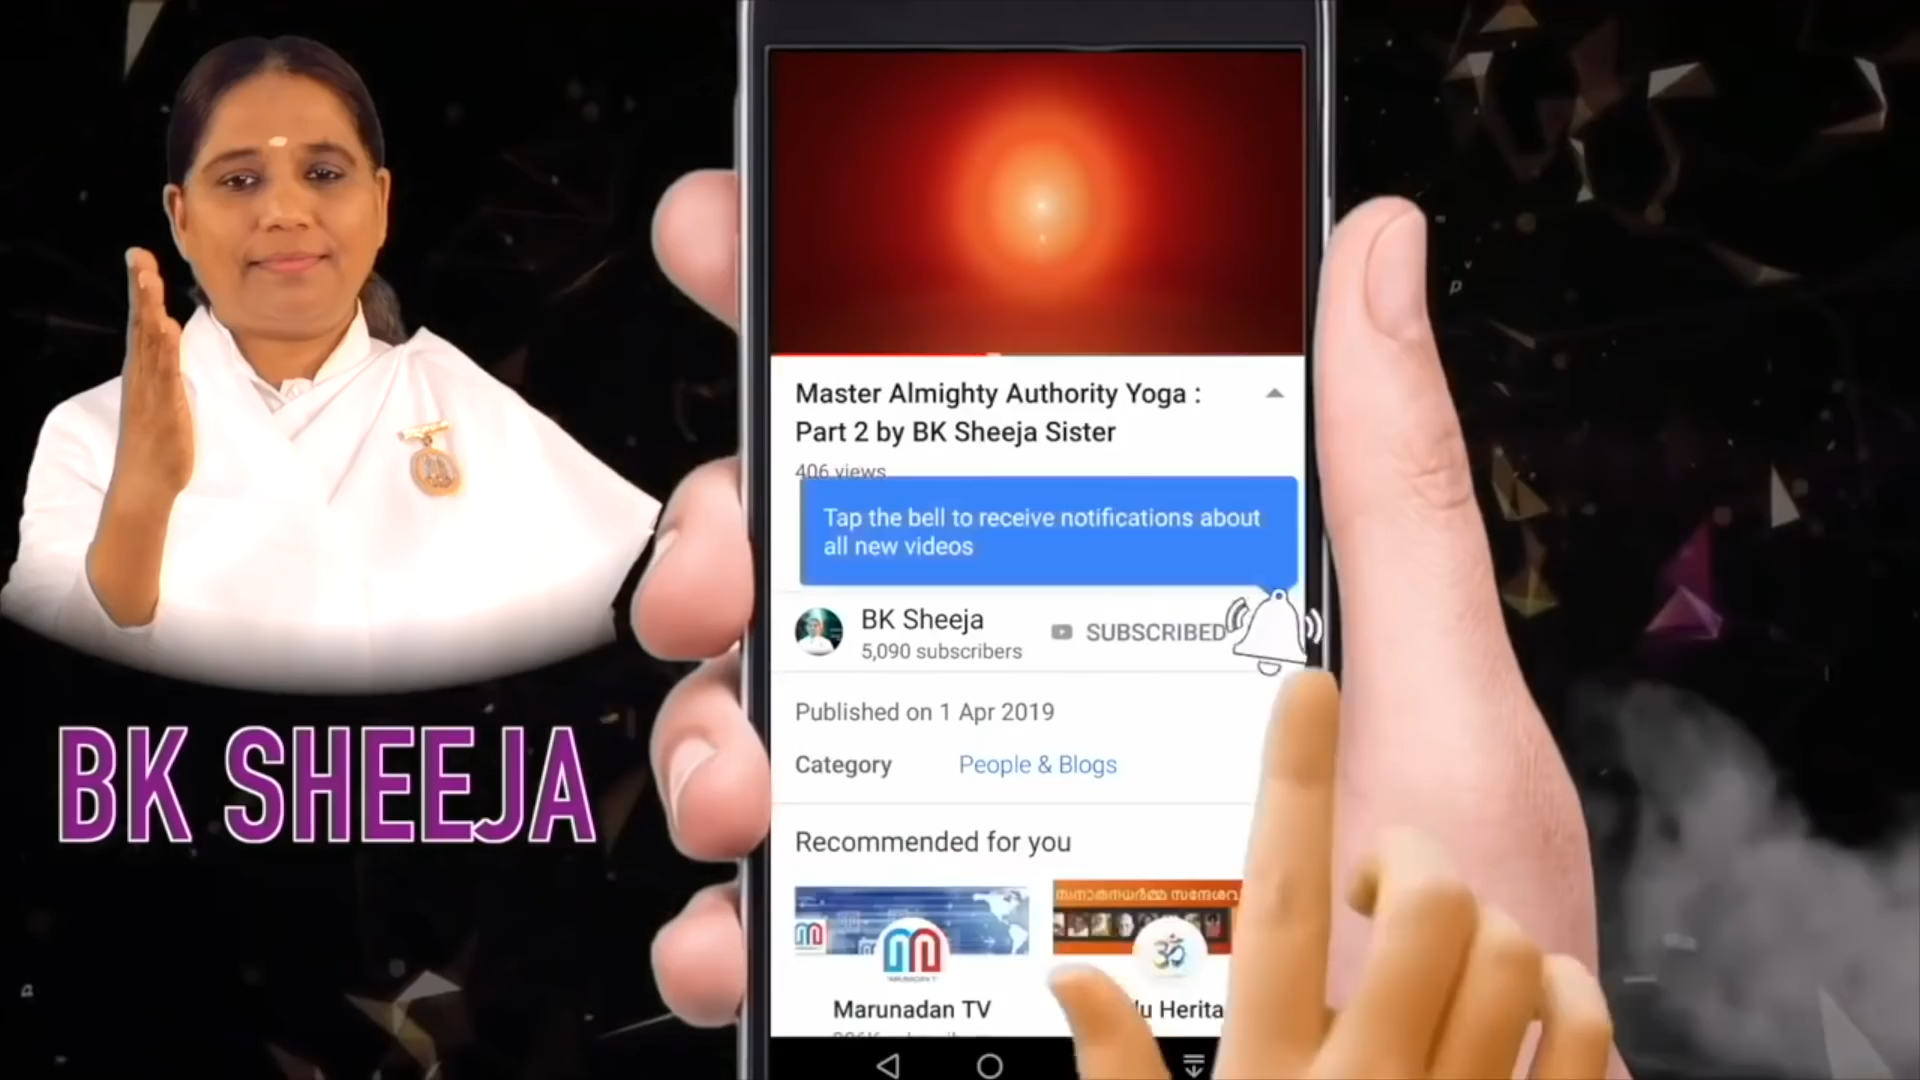 BK SHEEJA
Master Almighty Authority Yoga :
Part 2 by BK Sheeja Sister
406 views
Tap the bell to receive notifications about
all new videos
BK Sheeja
5,090 subscribers
SUBSCRIBED
Published on 1 Apr 2019
Category
People & Blogs
Recommended for you
സനാതനധർമ്മ
ॐ
Marunadan TV